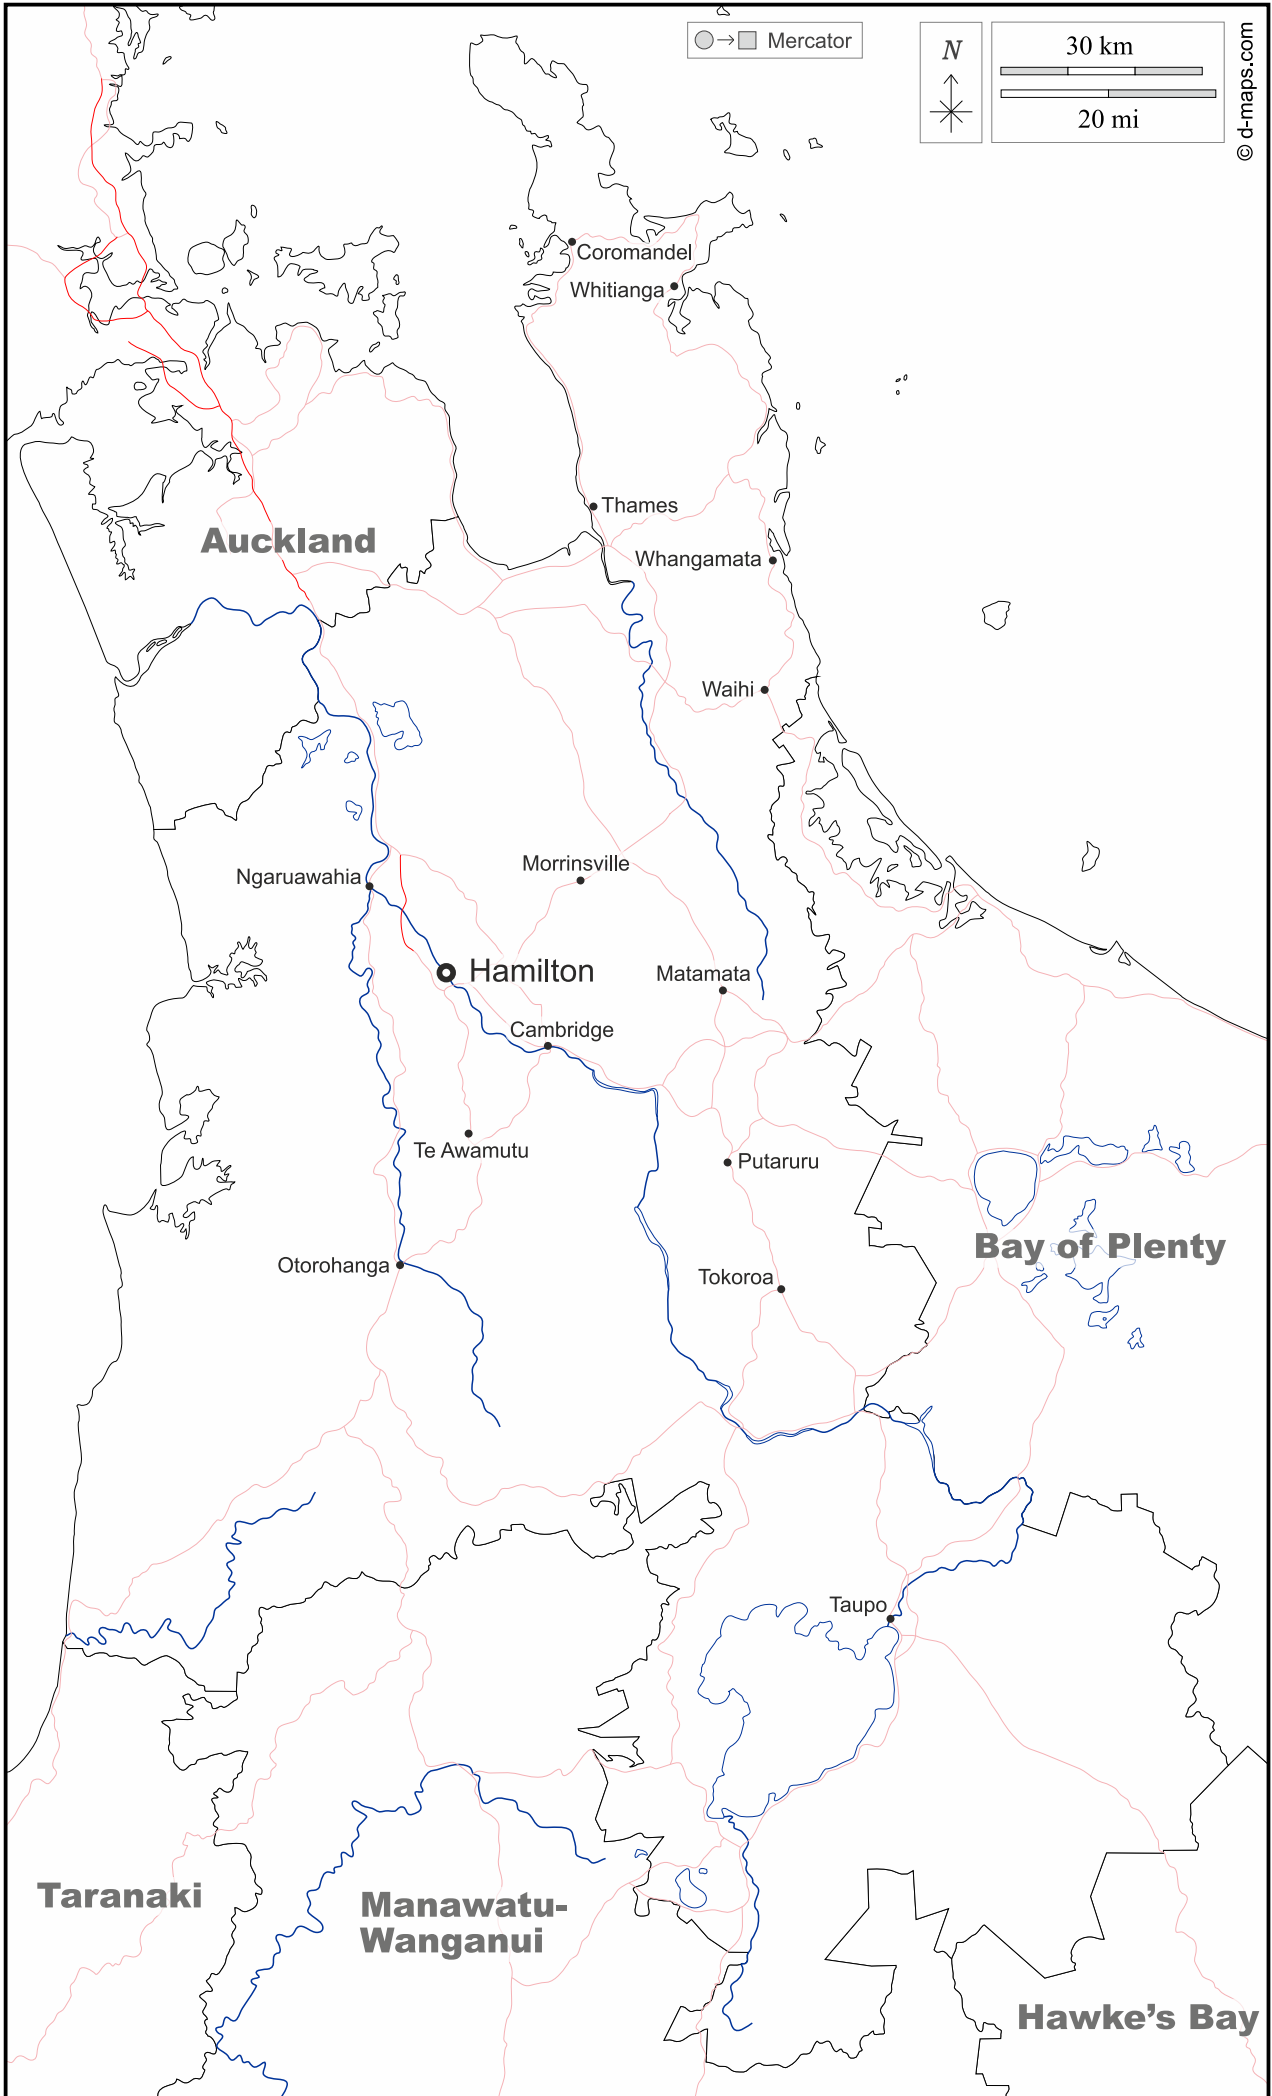 Mercator
N
30 km
20 mi
© d-maps.com
Coromandel
Whitianga
Thames
Auckland
Whangamata
Waihi
Morrinsville
Ngaruawahia
Hamilton
Matamata
Cambridge
Te Awamutu
Putaruru
Bay of Plenty
Otorohanga
Tokoroa
Taupo
Taranaki
Manawatu-
Wanganui
Hawke's Bay